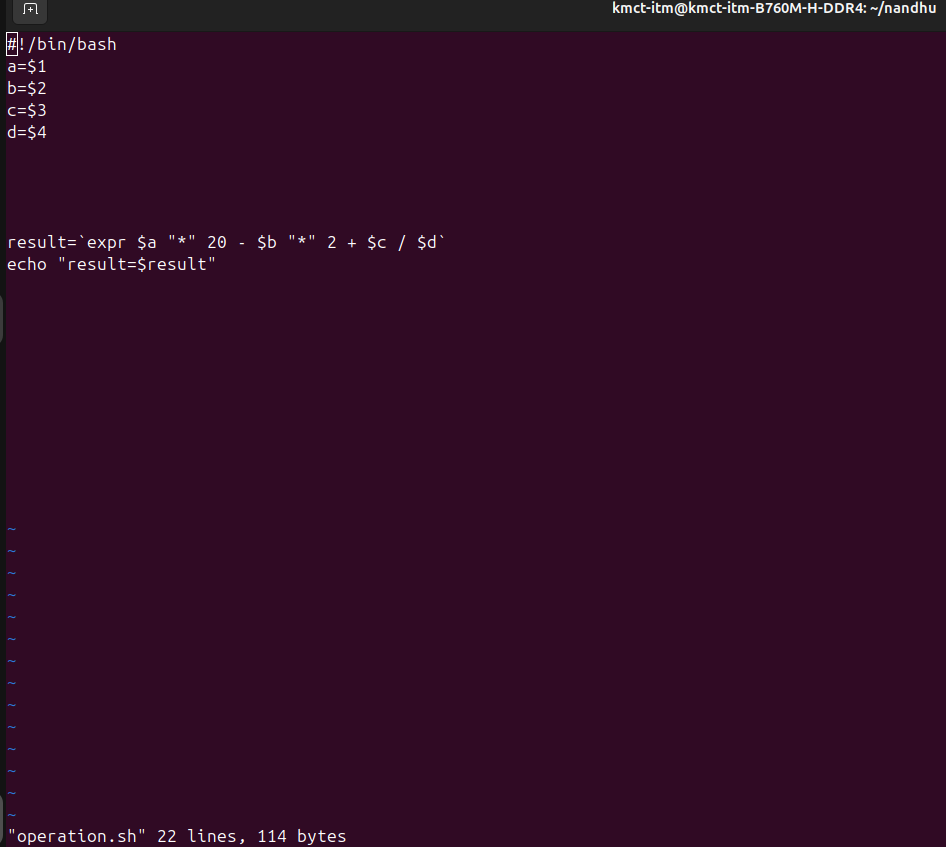 kmct-itm@kmct-itm-B760M-H-DDR4: ~/nandhu
#!/bin/bash
a=$1
b=$2
c=$3
d=$4
result=`expr $a "*" 20 - $b "*" 2 + $c / $d`
echo "result=$result"
~
~
~
~
~
~
~
~
~
~
~
~
~
~
"operation.sh" 22 lines, 114 bytes